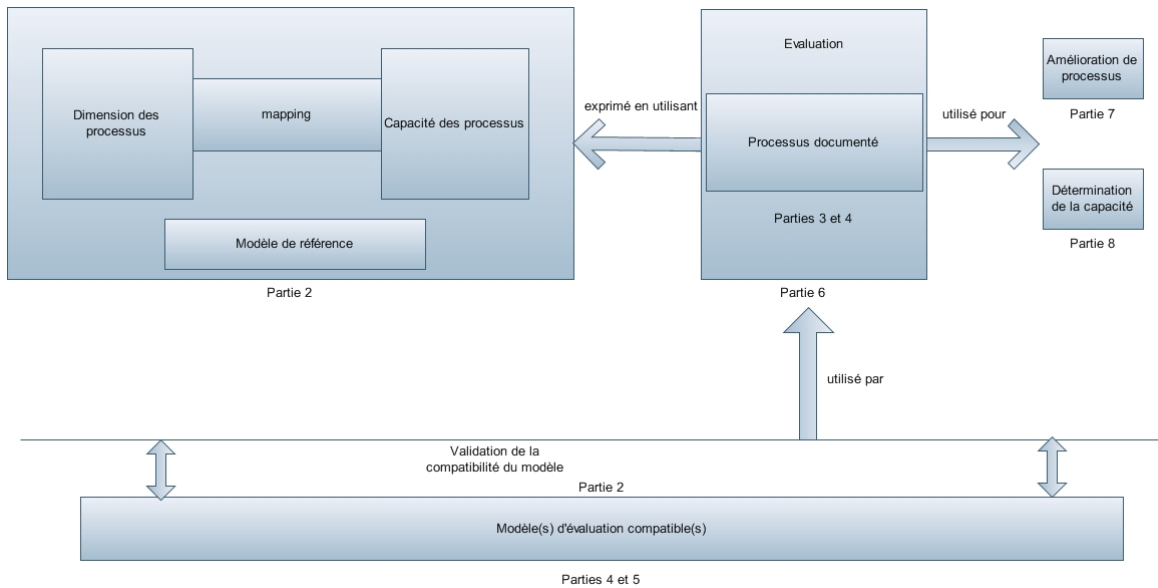 Dimension des
processus
mapping
Capacité des processus
Modèle de référence
Partie 2
exprimé en utilisant
Evaluation
Processus documenté
Parties 3 et 4
Partie 6
utilisé pour
Amélioration de
processus
Partie 7
Détermination
de la capacité
Partie 8
utilisé par
Validation de la
compatibilité du modèle
Partie 2
Modèle(s) d'évaluation compatible(s)
Parties 4 et 5